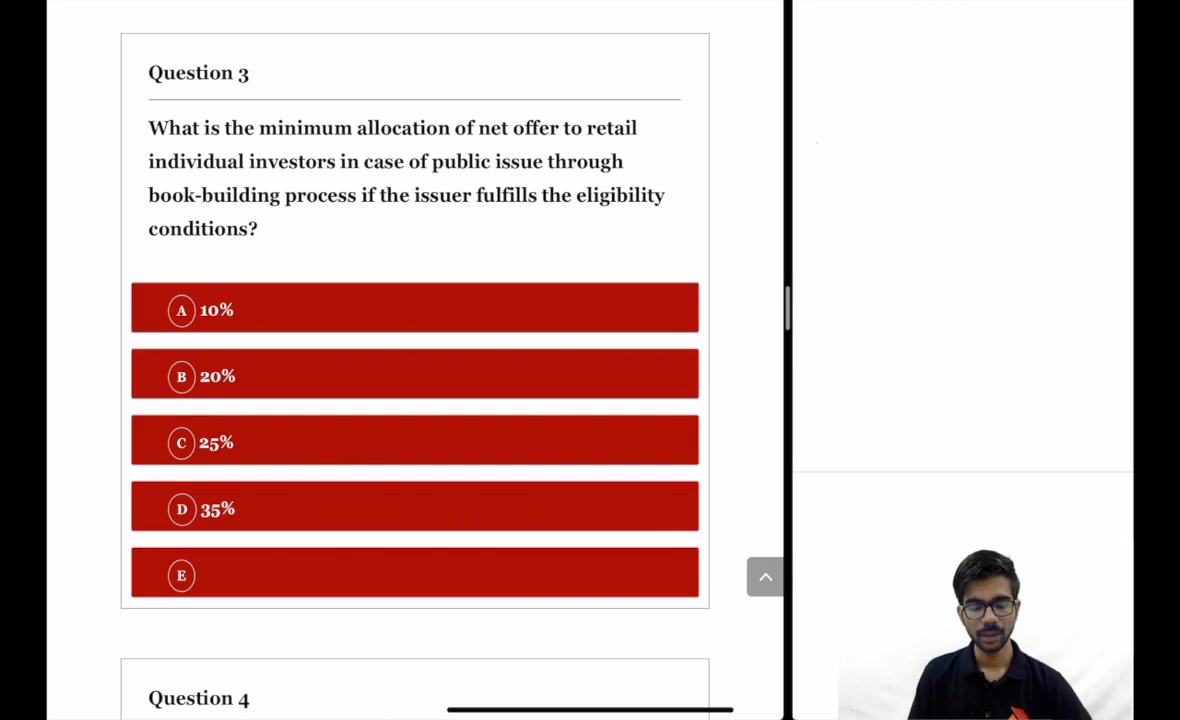 Question 3
What is the minimum allocation of net offer to retail
individual investors in case of public issue through
book-building process if the issuer fulfills the eligibility
conditions?
A 10%
B 20%
C 25%
D 35%
E
Question 4